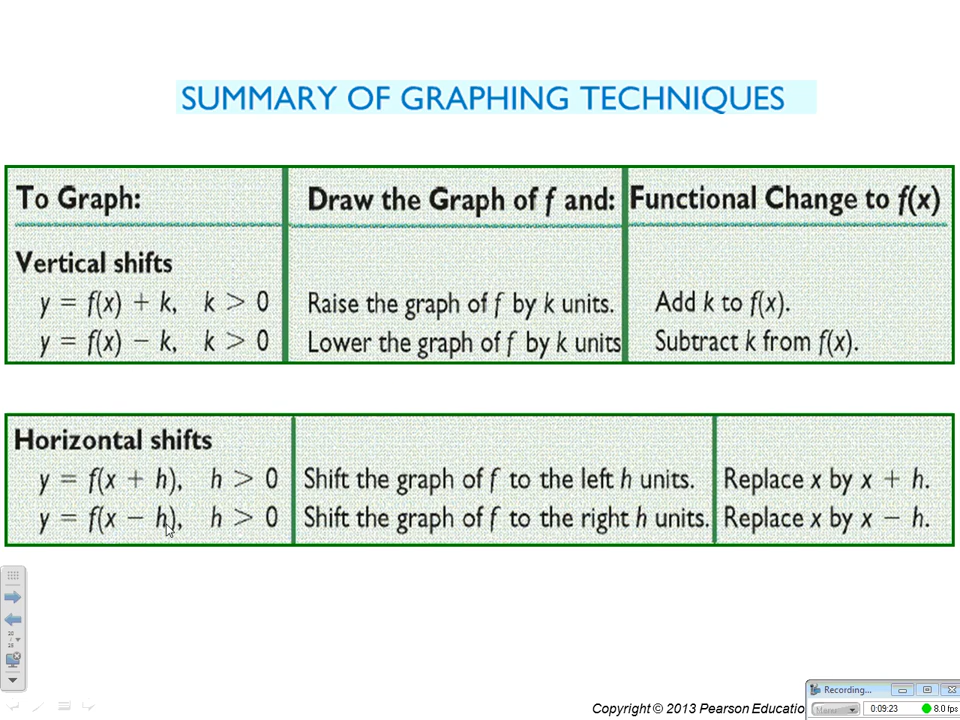 SUMMARY OF GRAPHING TECHNIQUES
To Graph: Draw the Graph of f and: Functional Change to f(x)
Vertical shifts
y = f(x) + k, k > 0 Raise the graph of f by k units. Add k to f(x).
y = f(x) − k, k > 0 Lower the graph of f by k units Subtract k from f(x).
Horizontal shifts
y = f(x + h), h > 0 Shift the graph of f to the left h units. Replace x by x + h.
y = f(x − h), h > 0 Shift the graph of f to the right h units. Replace x by x − h.
Recording...
Copyright © 2013 Pearson Educatio
Menu 0:09:23 8.0 fps